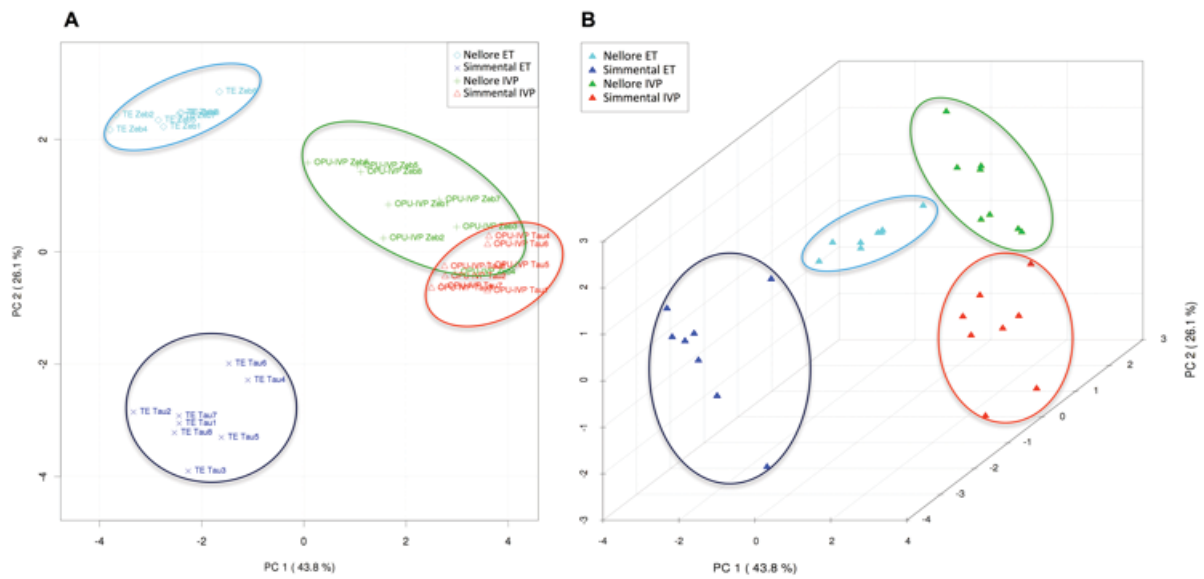 A
Nellore ET
Simmental ET
Nellore IVP
Simmental IVP
TE Zeb2
TE Zeb4
TE Zeb1
OPU-IVP Zeb5
OPU-IVP Zeb8
OPU-IVP Zeb1
OPU-IVP Zeb7
OPU-IVP Zeb2
OPU-IVP Zeb3
OPU-IVP Tau4
OPU-IVP Tau6
OPU-IVP Tau5
TE Tau6
TE Tau4
TE Tau2
TE Tau7
TE Tau1
TE Tau8
TE Tau5
TE Tau3
2
0
-2
-4
PC 2 ( 26.1 %)
-4
-2
0
2
4
PC 1 ( 43.8 %)
B
Nellore ET
Simmental ET
Nellore IVP
Simmental IVP
3
2
1
0
-1
-2
-3
-4
-2
0
2
4
PC 1 ( 43.8 %)
-4
-3
-2
-1
0
1
2
3
PC 2 ( 26.1 %)